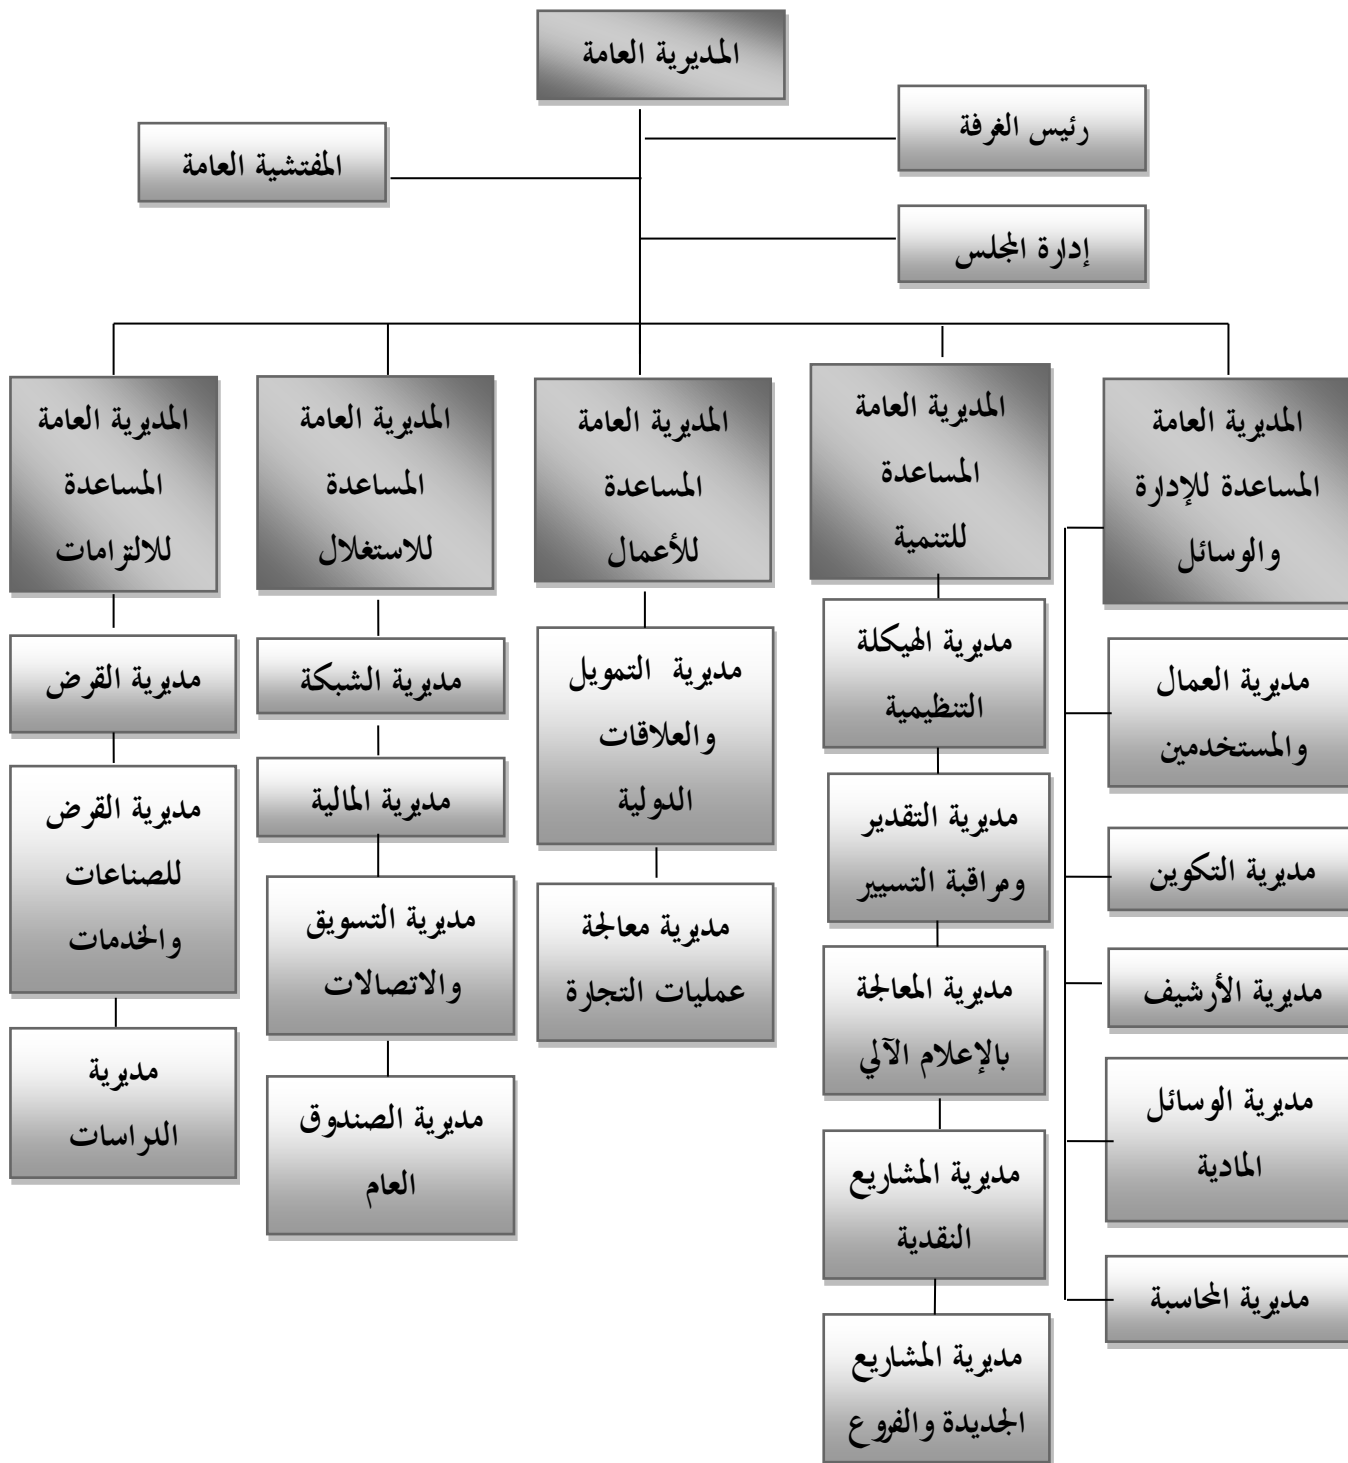 المديرية العامة
رئيس الغرفة
المفتشية العامة
إدارة المجلس
المديرية العامة
المساعدة للإدارة
والوسائل
مديرية العمال
والمستخدمين
مديرية التكوين
مديرية الأرشيف
مديرية الوسائل
المادية
مديرية المحاسبة
المديرية العامة
المساعدة
للتنمية
مديرية الهيكلة
التنظيمية
مديرية التقدير
ومراقبة التسيير
مديرية المعالجة
بالإعلام الآلي
مديرية المشاريع
النقدية
مديرية المشاريع
الجديدة والفروع
المديرية العامة
المساعدة
للأعمال
مديرية التمويل
والعلاقات
الدولية
مديرية معالجة
عمليات التجارة
المديرية العامة
المساعدة
للاستغلال
مديرية الشبكة
مديرية المالية
مديرية التسويق
والاتصالات
مديرية الصندوق
العام
المديرية العامة
المساعدة
للالتزامات
مديرية القرض
مديرية القرض
للصناعات
والخدمات
مديرية
الدراسات